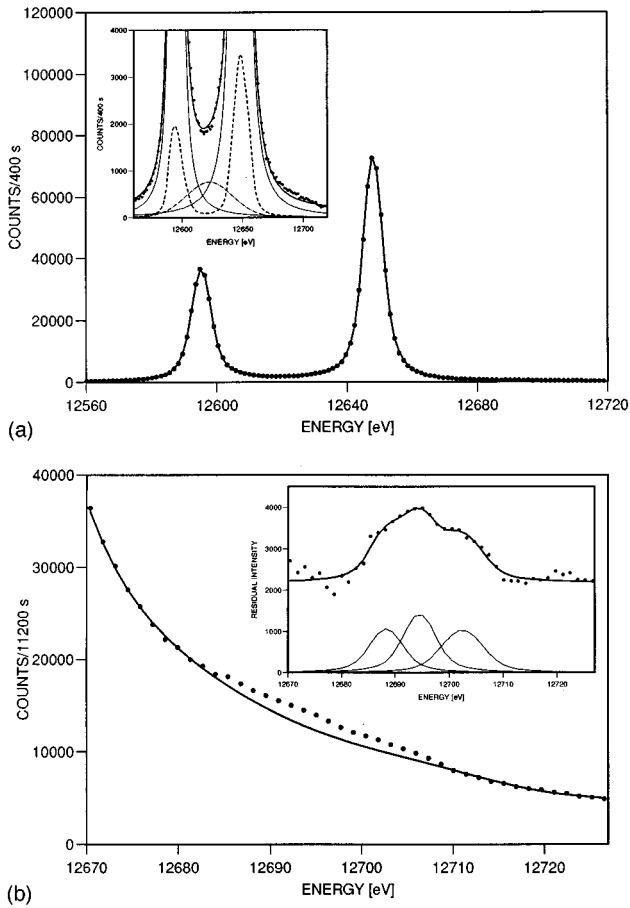 120000
100000
80000
60000
40000
20000
0
COUNTS/400 s
12560 12600 12640 12680 12720
ENERGY [eV]
(a)
4000
3000
2000
1000
0
COUNTS/400 s
12600 12650 12700
ENERGY [eV]
40000
30000
20000
10000
0
COUNTS/11200 s
12670 12680 12690 12700 12710 12720
ENERGY [eV]
(b)
4000
3000
2000
1000
0
RESIDUAL INTENSITY
12670 12680 12690 12700 12710 12720
ENERGY [eV]